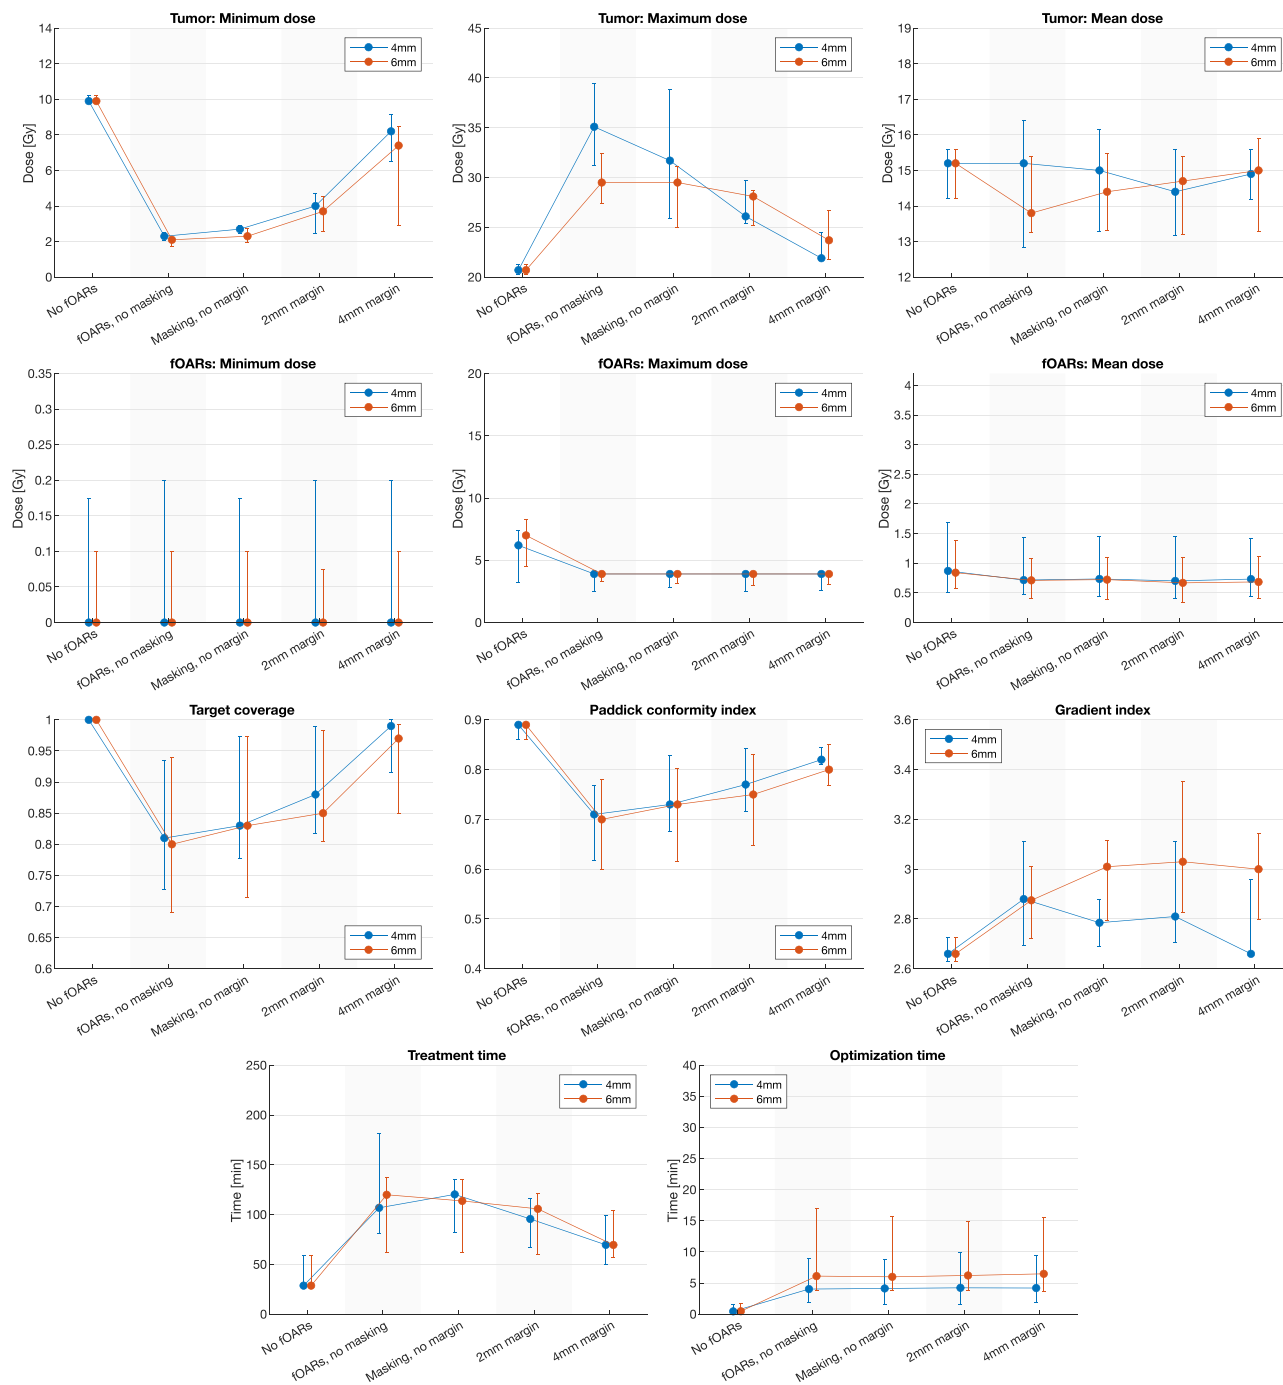 Tumor: Minimum dose
Dose [Gy]
14
12
10
8
6
4
2
0
4mm
6mm
No fOARs
fOARs, no masking
Masking, no margin
2mm margin
4mm margin
Tumor: Maximum dose
Dose [Gy]
45
40
35
30
25
20
4mm
6mm
No fOARs
fOARs, no masking
Masking, no margin
2mm margin
4mm margin
Tumor: Mean dose
Dose [Gy]
19
18
17
16
15
14
13
12
4mm
6mm
No fOARs
fOARs, no masking
Masking, no margin
2mm margin
4mm margin
fOARs: Minimum dose
Dose [Gy]
0.35
0.3
0.25
0.2
0.15
0.1
0.05
0
4mm
6mm
No fOARs
fOARs, no masking
Masking, no margin
2mm margin
4mm margin
fOARs: Maximum dose
Dose [Gy]
20
15
10
5
0
4mm
6mm
No fOARs
fOARs, no masking
Masking, no margin
2mm margin
4mm margin
fOARs: Mean dose
Dose [Gy]
4
3.5
3
2.5
2
1.5
1
0.5
0
4mm
6mm
No fOARs
fOARs, no masking
Masking, no margin
2mm margin
4mm margin
Target coverage
1
0.95
0.9
0.85
0.8
0.75
0.7
0.65
0.6
4mm
6mm
No fOARs
fOARs, no masking
Masking, no margin
2mm margin
4mm margin
Paddick conformity index
0.9
0.8
0.7
0.6
0.5
0.4
4mm
6mm
No fOARs
fOARs, no masking
Masking, no margin
2mm margin
4mm margin
Gradient index
3.6
3.4
3.2
3
2.8
2.6
4mm
6mm
No fOARs
fOARs, no masking
Masking, no margin
2mm margin
4mm margin
Treatment time
Time [min]
250
200
150
100
50
0
4mm
6mm
No fOARs
fOARs, no masking
Masking, no margin
2mm margin
4mm margin
Optimization time
Time [min]
40
35
30
25
20
15
10
5
0
4mm
6mm
No fOARs
fOARs, no masking
Masking, no margin
2mm margin
4mm margin